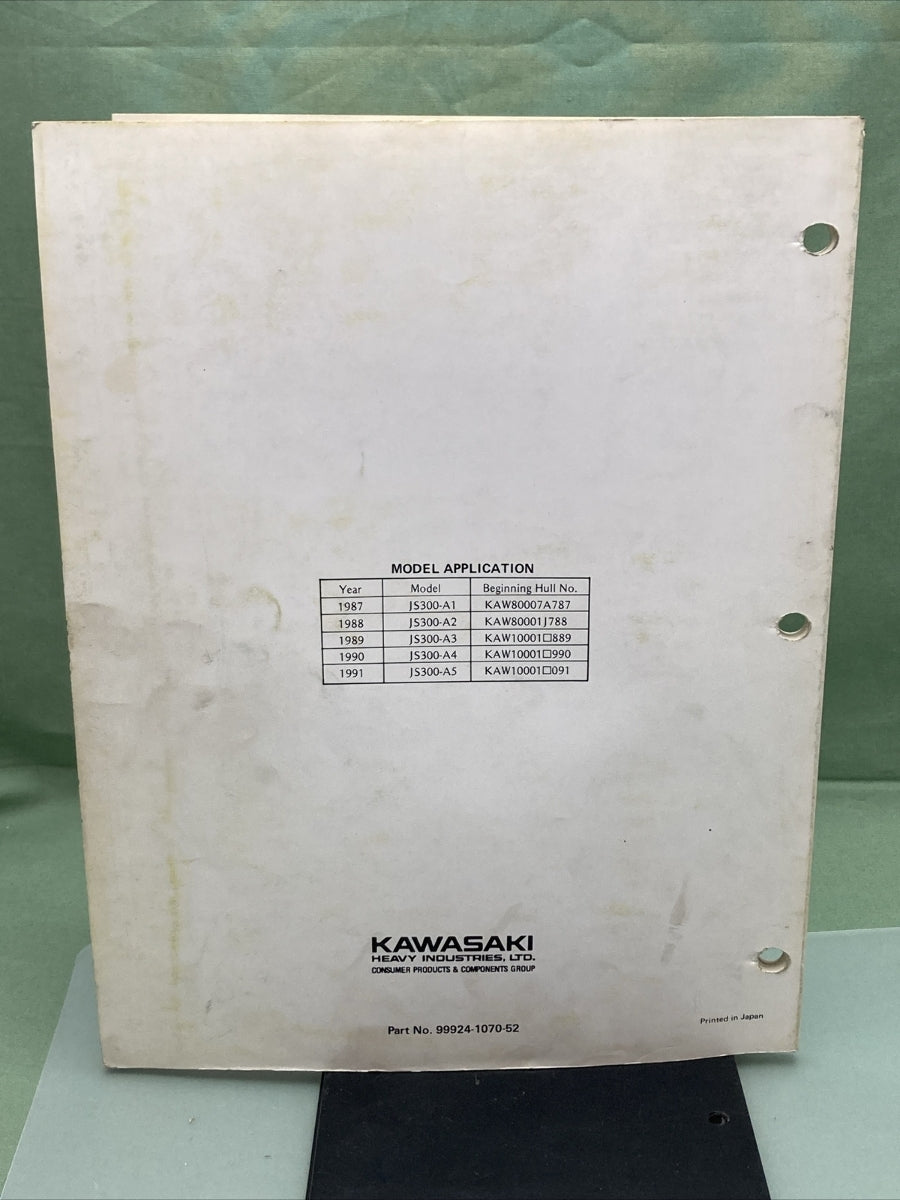 MODEL APPLICATION
Year Model Beginning Hull No.
1987 JS300-A1 KAW80007A787
1988 JS300-A2 KAW80001J788
1989 JS300-A3 KAW10001□889
1990 JS300-A4 KAW10001□990
1991 JS300-A5 KAW10001□091
KAWASAKI
HEAVY INDUSTRIES, LTD.
CONSUMER PRODUCTS & COMPONENTS GROUP
Part No. 99924-1070-52
Printed in Japan